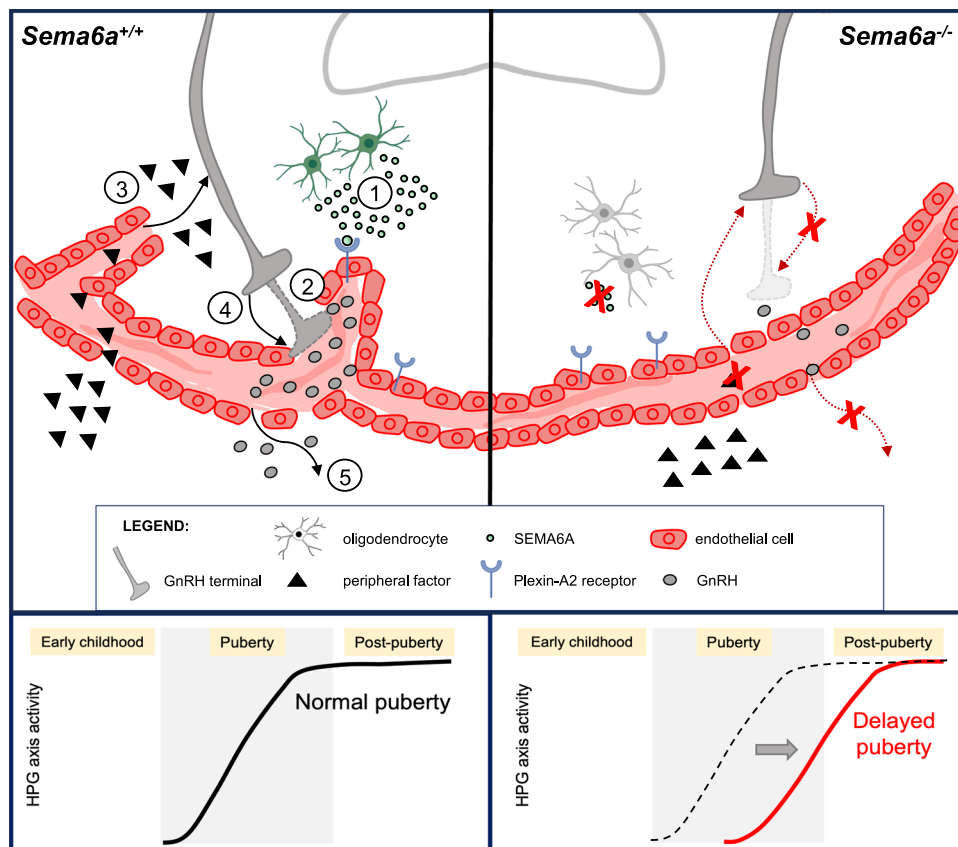 Sema6a+/+
Sema6a-/-
1
3
2
4
5
LEGEND:
oligodendrocyte
SEMA6A
endothelial cell
GnRH terminal
peripheral factor
Plexin-A2 receptor
GnRH
Early childhood
Puberty
Post-puberty
Normal puberty
HPG axis activity
Early childhood
Puberty
Post-puberty
Delayed
puberty
HPG axis activity